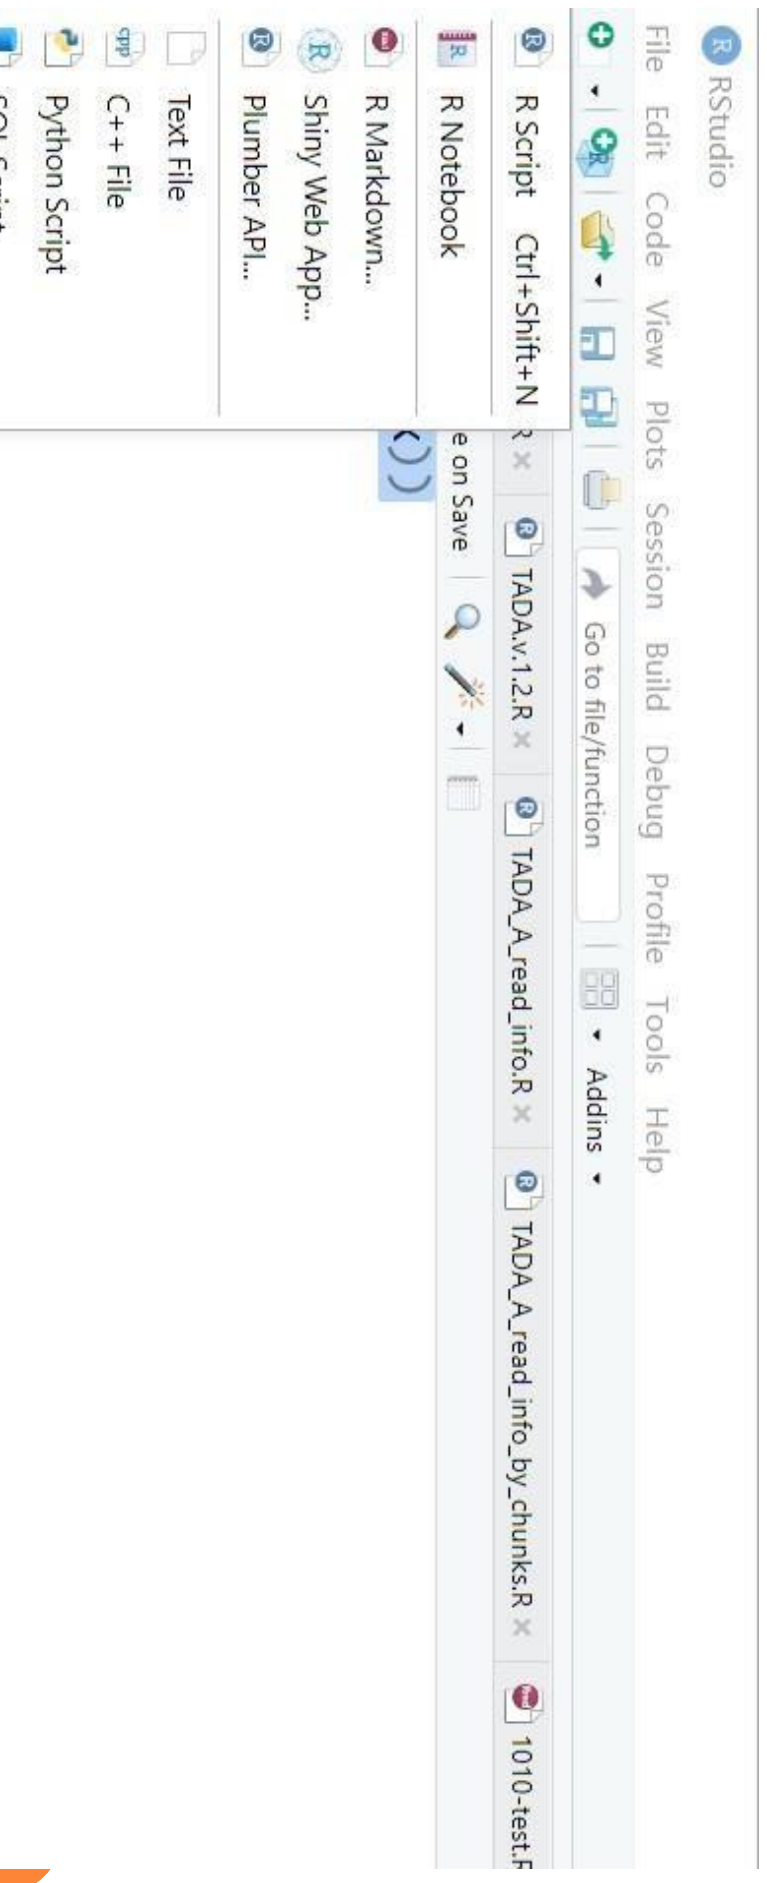 RStudio
File Edit Code View Plots Session Build Debug Profile Tools Help
Go to file/function Addins
R Script Ctrl+Shift+N
TADA.v.1.2.R TADA_A_read_info.R TADA_A_read_info_by_chunks.R 1010-test.R
R Notebook
e on Save
R Markdown...
())
Shiny Web App...
Plumber API...
Text File
C++ File
Python Script
SQL Script